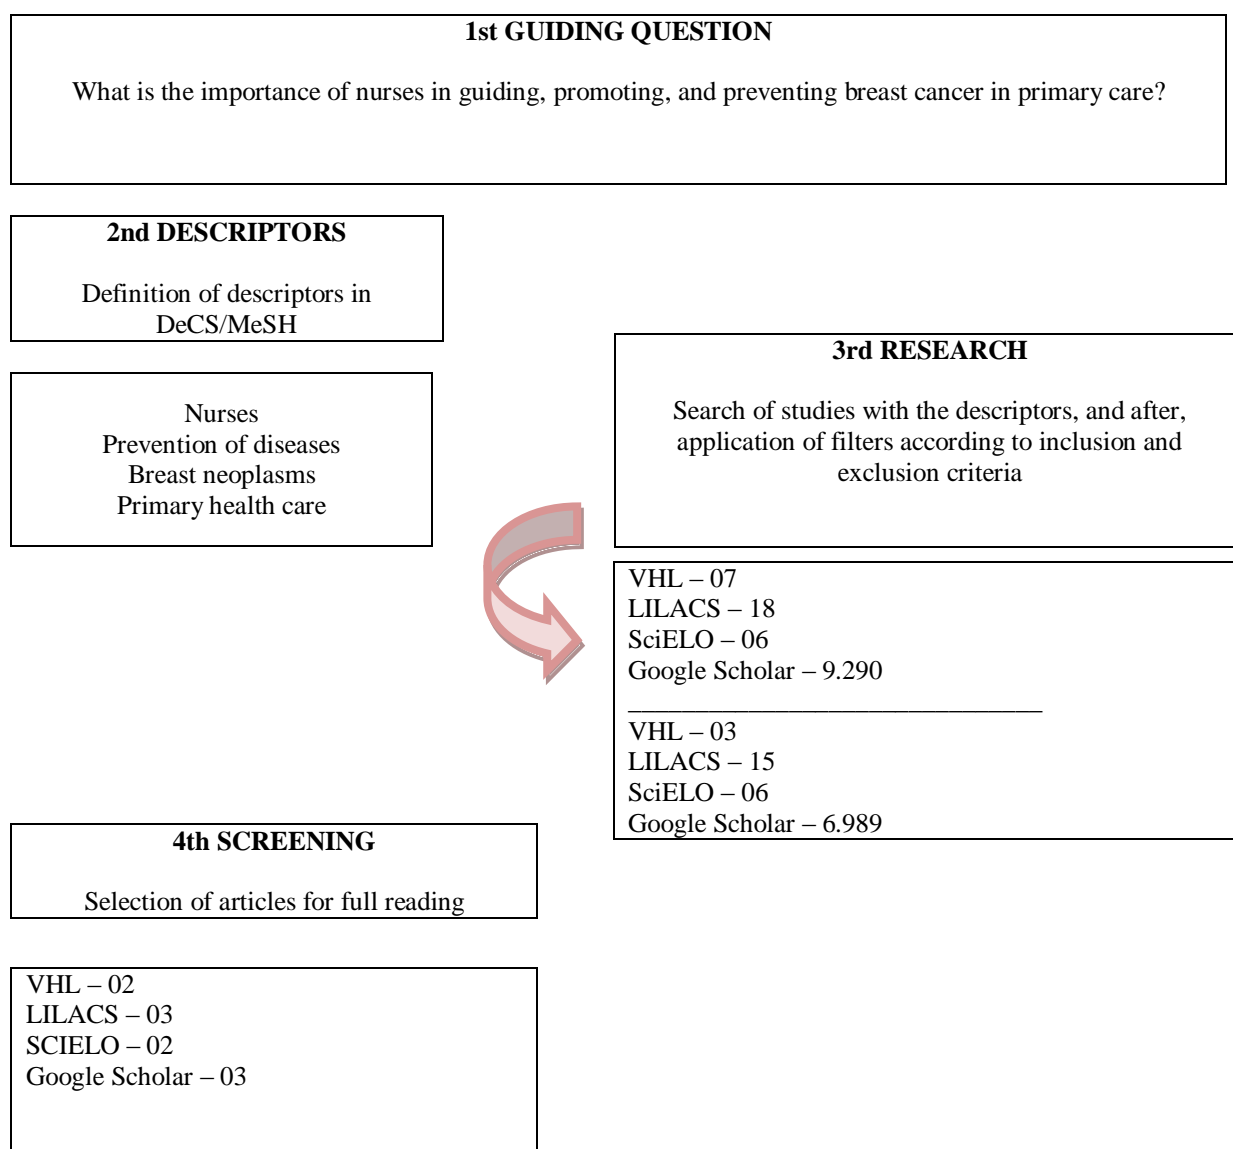 1st GUIDING QUESTION
What is the importance of nurses in guiding, promoting, and preventing breast cancer in primary care?
2nd DESCRIPTORS
Definition of descriptors in
DeCS/MeSH
Nurses
Prevention of diseases
Breast neoplasms
Primary health care
3rd RESEARCH
Search of studies with the descriptors, and after,
application of filters according to inclusion and
exclusion criteria
VHL – 07
LILACS – 18
SciELO – 06
Google Scholar – 9.290
_______________________________
VHL – 03
LILACS – 15
SciELO – 06
Google Scholar – 6.989
4th SCREENING
Selection of articles for full reading
VHL – 02
LILACS – 03
SCIELO – 02
Google Scholar – 03